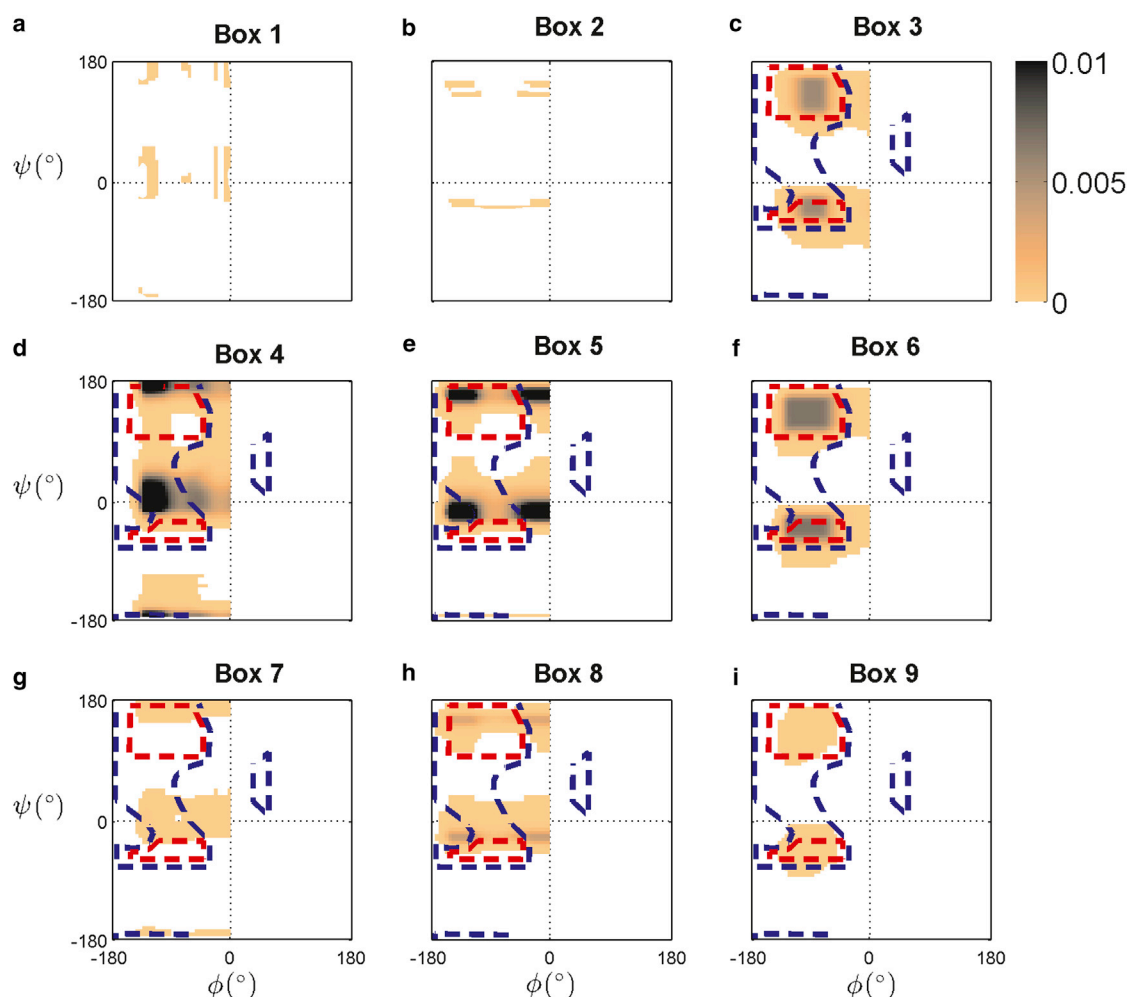 a Box 1
b Box 2
c Box 3
180
0
-180
ψ(°)
0.01
0.005
0
d Box 4
e Box 5
f Box 6
180
0
-180
ψ(°)
g Box 7
h Box 8
i Box 9
180
0
-180
ψ(°)
-180 0 180
-180 0 180
-180 0 180
ϕ(°)
ϕ(°)
ϕ(°)